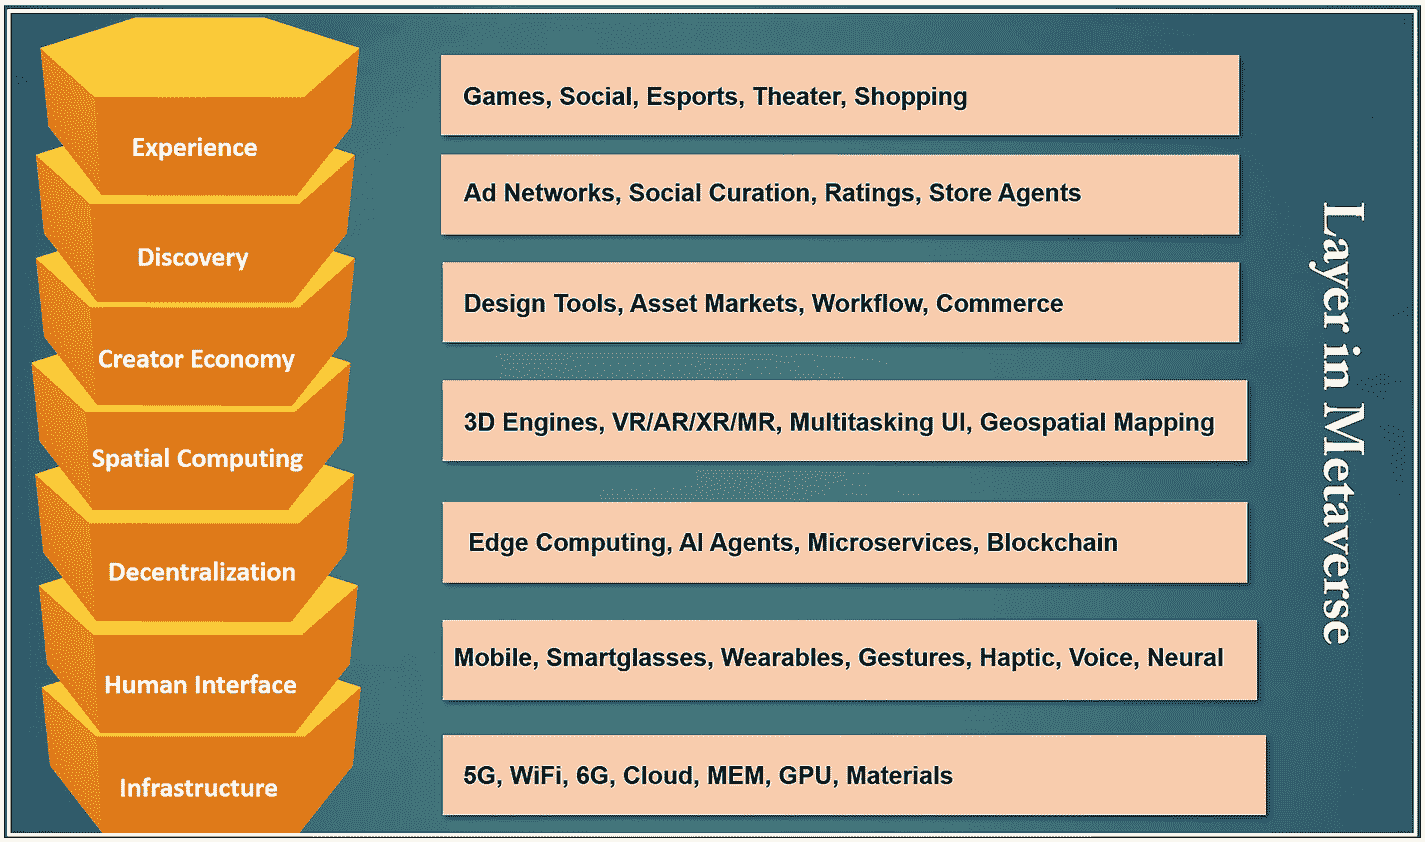 Experience
Games, Social, Esports, Theater, Shopping
Discovery
Ad Networks, Social Curation, Ratings, Store Agents
Creator Economy
Design Tools, Asset Markets, Workflow, Commerce
Spatial Computing
3D Engines, VR/AR/XR/MR, Multitasking UI, Geospatial Mapping
Decentralization
Edge Computing, AI Agents, Microservices, Blockchain
Human Interface
Mobile, Smartglasses, Wearables, Gestures, Haptic, Voice, Neural
Infrastructure
5G, WiFi, 6G, Cloud, MEM, GPU, Materials
Layer in Metaverse